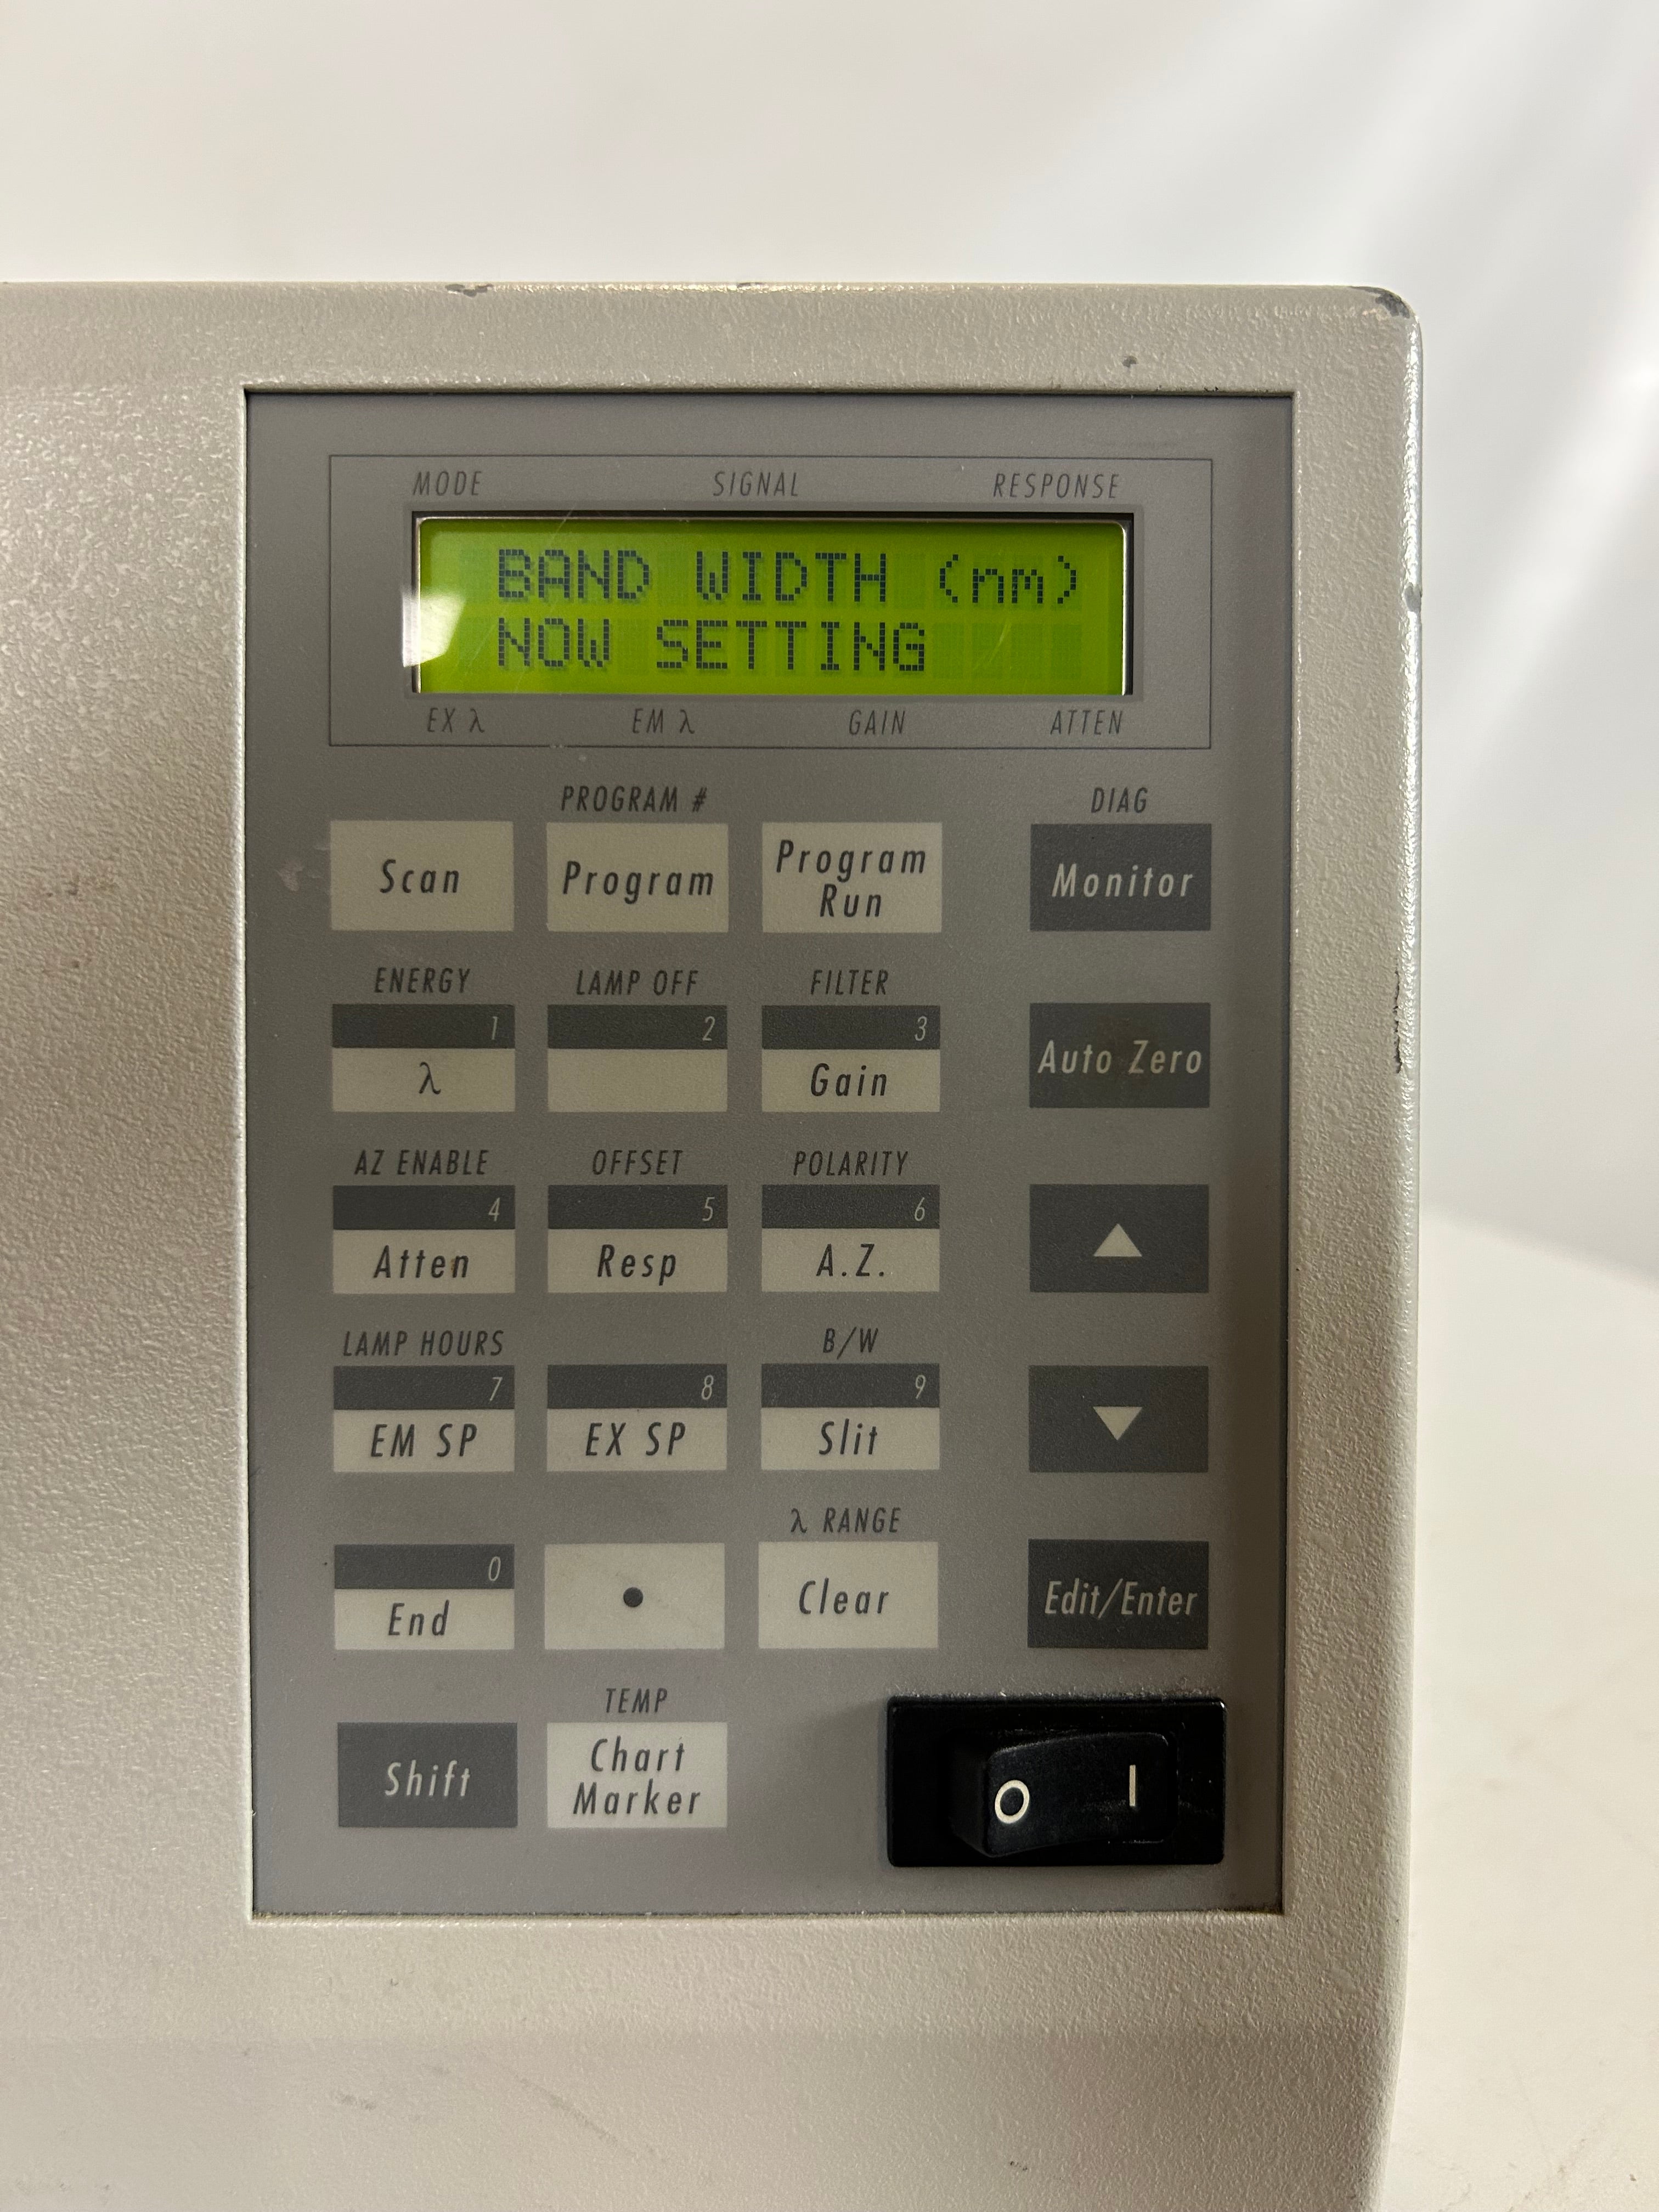 MODE SIGNAL RESPONSE
BAND WIDTH (nm)
NOW SETTING
EX λ EM λ GAIN ATTEN
PROGRAM # DIAG
Scan Program Program Run Monitor
ENERGY LAMP OFF FILTER
1 2 3
λ Gain Auto Zero
AZ ENABLE OFFSET POLARITY
4 5 6
Atten Resp A.Z.
LAMP HOURS B/W
7 8 9
EM SP EX SP Slit
λ RANGE
0
End Clear Edit/Enter
TEMP
Shift Chart Marker
O I